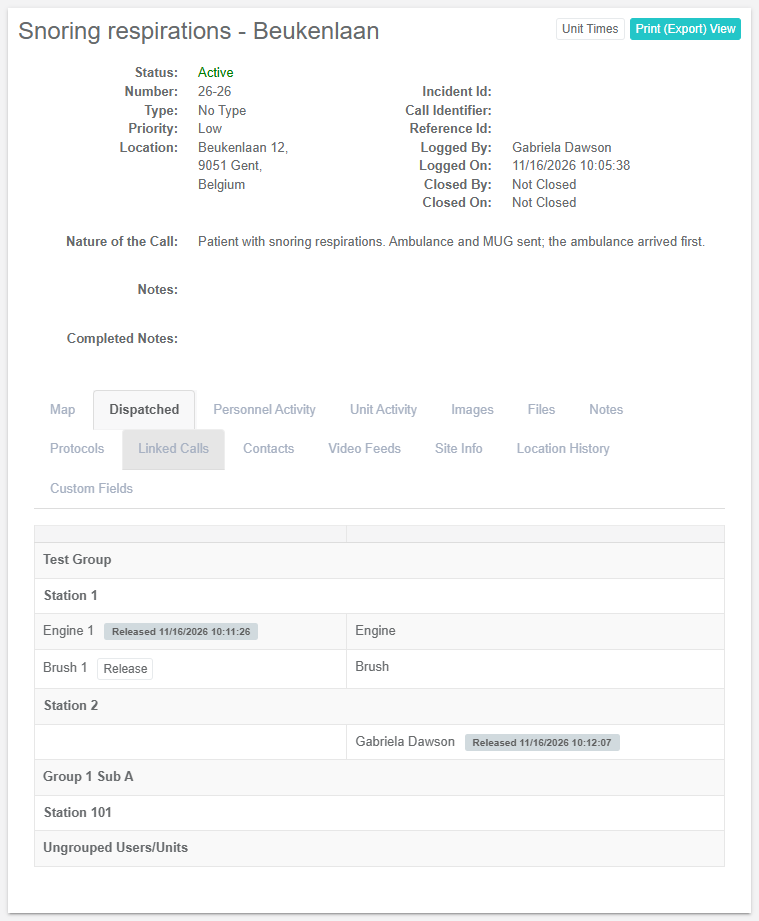 Snoring respirations - Beukenlaan
Unit Times
Print (Export) View
Status: Active
Number: 26-26
Type: No Type
Priority: Low
Location: Beukenlaan 12,
9051 Gent,
Belgium
Incident Id:
Call Identifier:
Reference Id:
Logged By: Gabriela Dawson
Logged On: 11/16/2026 10:05:38
Closed By: Not Closed
Closed On: Not Closed
Nature of the Call: Patient with snoring respirations. Ambulance and MUG sent; the ambulance arrived first.
Notes:
Completed Notes:
Map Dispatched Personnel Activity Unit Activity Images Files Notes
Protocols Linked Calls Contacts Video Feeds Site Info Location History
Custom Fields
Test Group
Station 1
Engine 1 Released 11/16/2026 10:11:26 Engine
Brush 1 Release Brush
Station 2
Gabriela Dawson Released 11/16/2026 10:12:07
Group 1 Sub A
Station 101
Ungrouped Users/Units